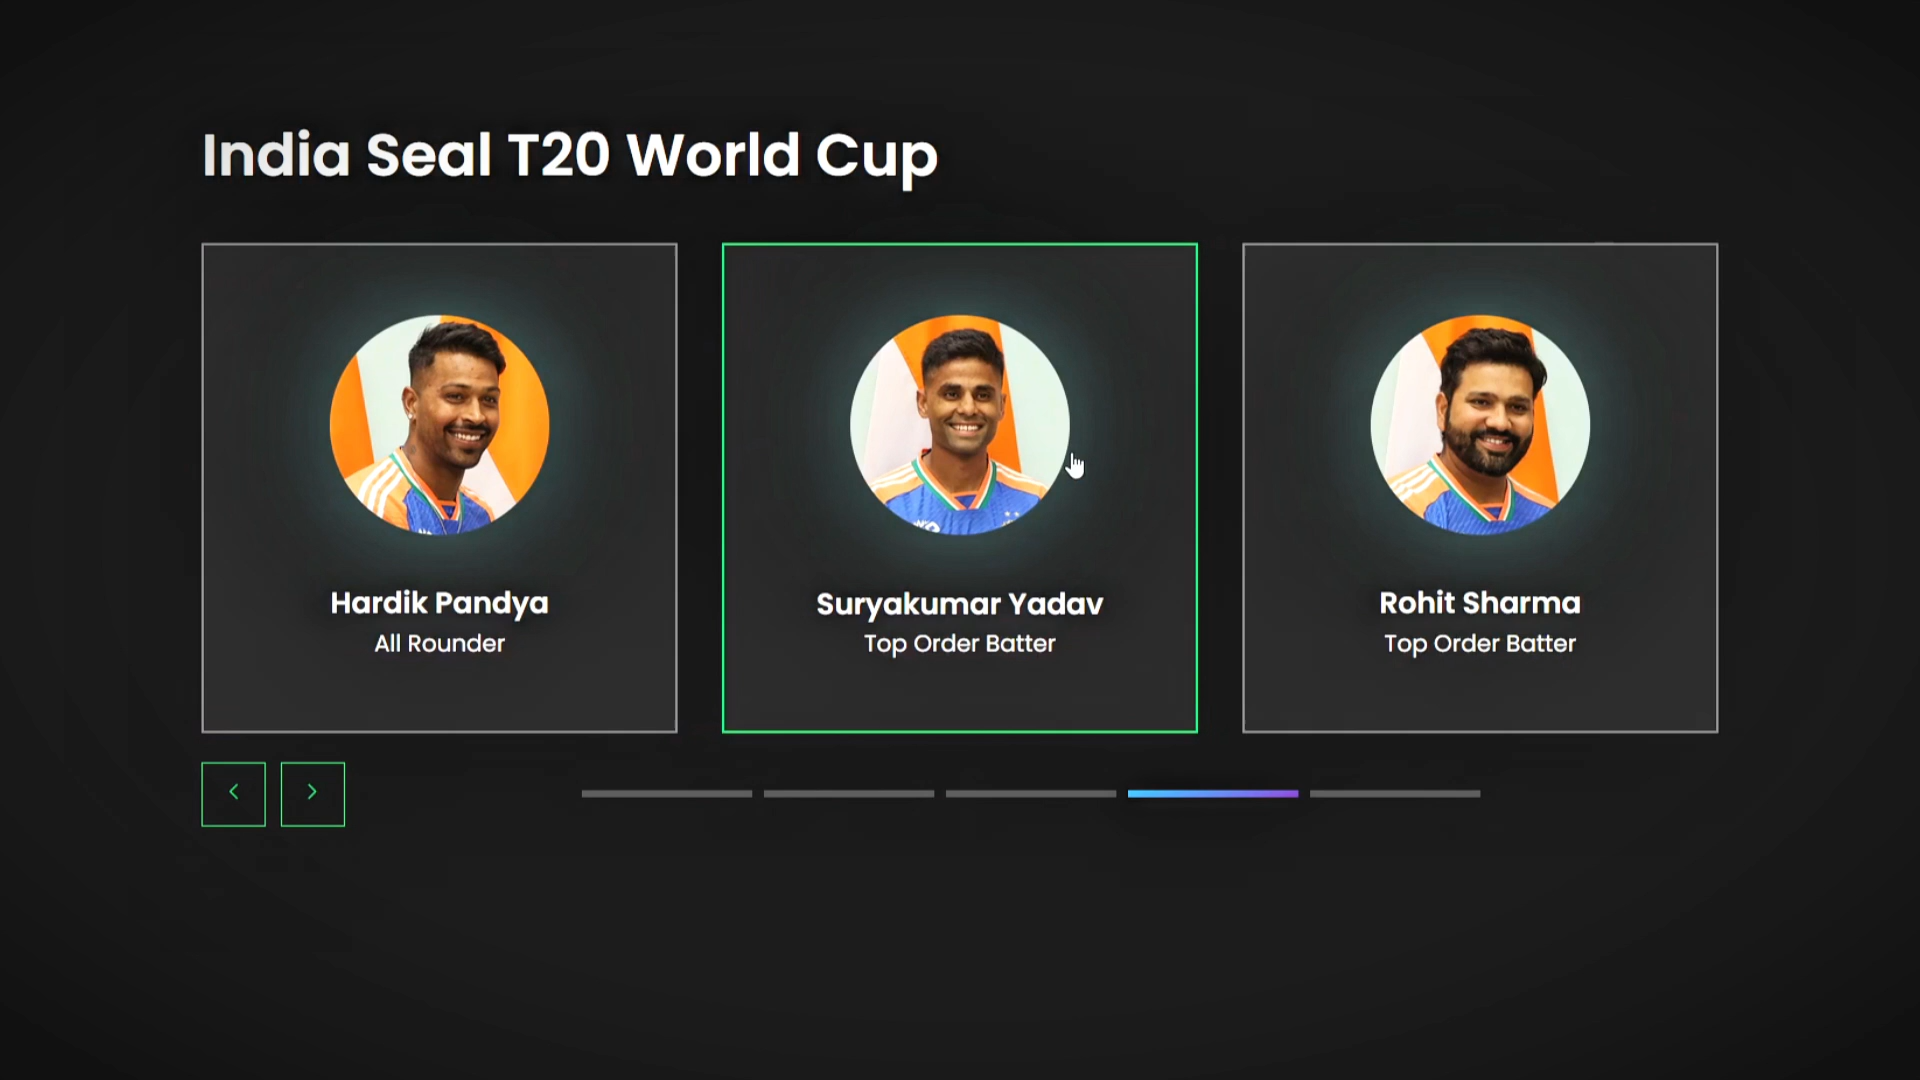 India Seal T20 World Cup
Hardik Pandya
All Rounder
Suryakumar Yadav
Top Order Batter
Rohit Sharma
Top Order Batter